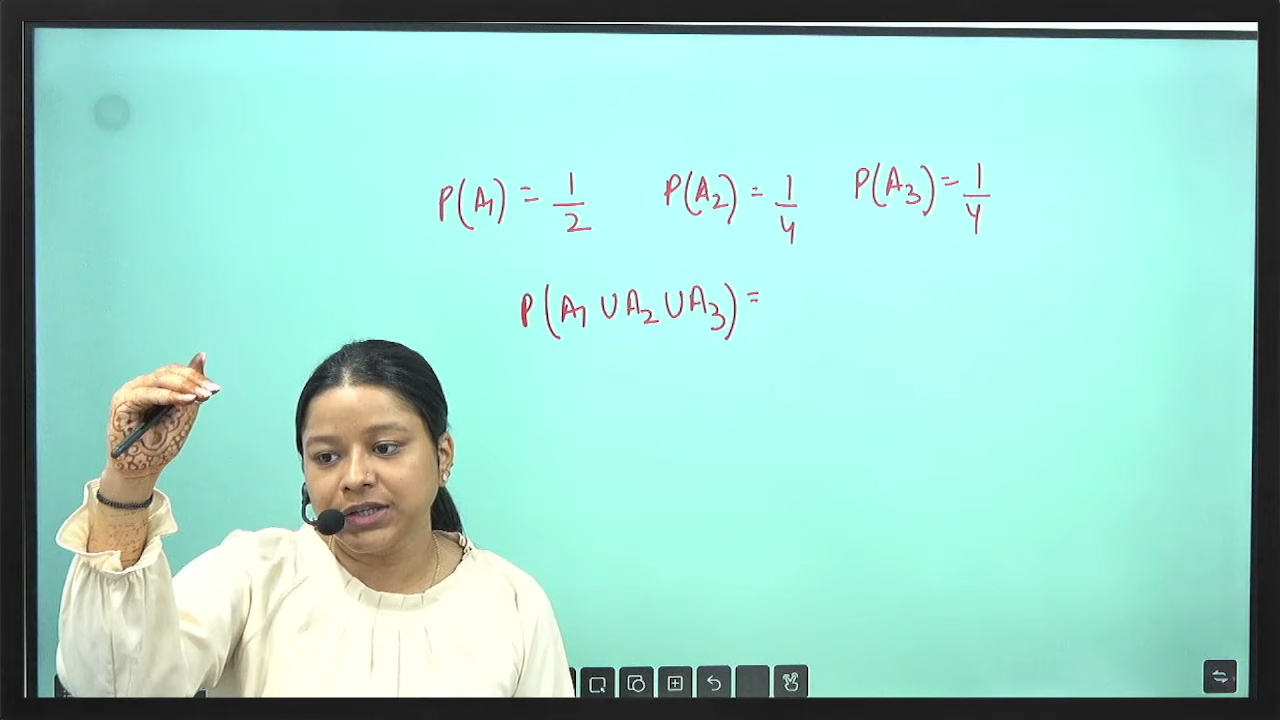 P(A₁) = 1/2 P(A₂) = 1/4 P(A₃) = 1/4
P(A₁ ∪ A₂ ∪ A₃) =